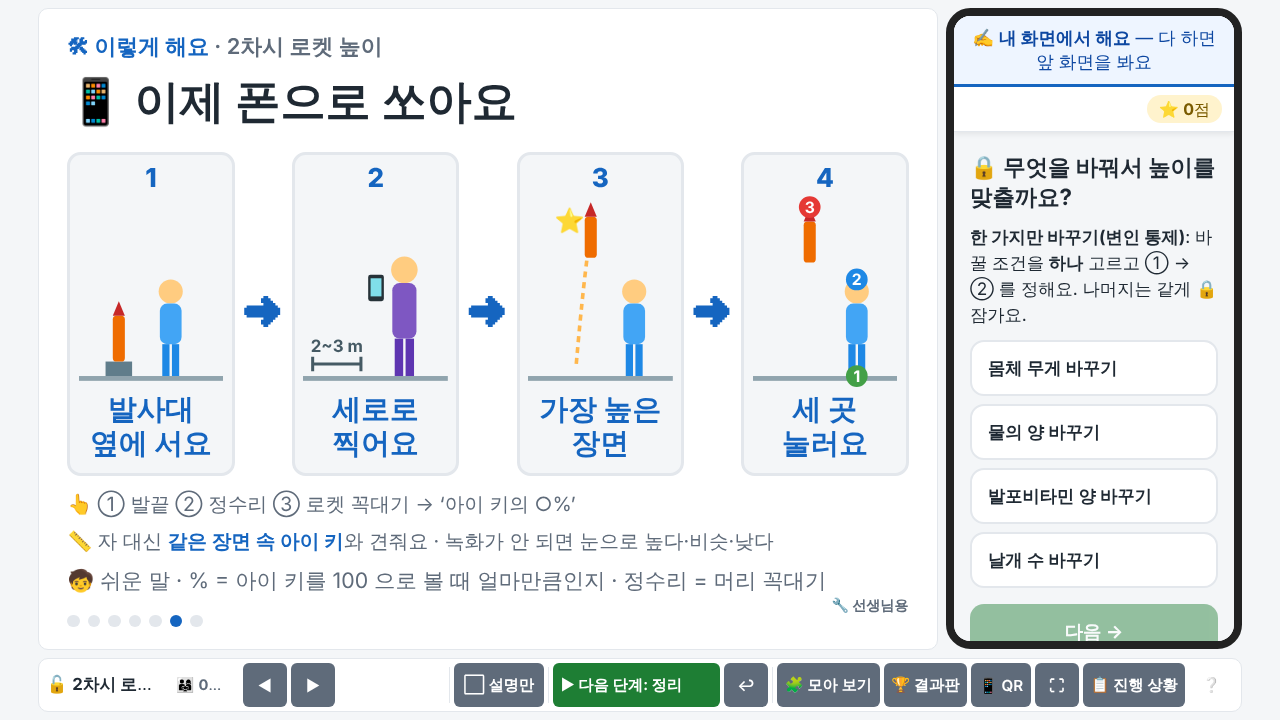 🛠 이렇게 해요 · 2차시 로켓 높이
📱 이제 폰으로 쏘아요
1
발사대
옆에 서요
➜
2
2~3 m
세로로
찍어요
➜
3
가장 높은
장면
➜
4
3
2
1
세 곳
눌러요
👆 ① 발끝 ② 정수리 ③ 로켓 꼭대기 → ‘아이 키의 ○%’
📏 자 대신 같은 장면 속 아이 키와 견줘요 · 녹화가 안 되면 눈으로 높다·비슷·낮다
🧒 쉬운 말 · % = 아이 키를 100 으로 볼 때 얼마만큼인지 · 정수리 = 머리 꼭대기
🔧 선생님용
✍️ 내 화면에서 해요 — 다 하면
앞 화면을 봐요
⭐ 0점
🔒 무엇을 바꿔서 높이를
맞출까요?
한 가지만 바꾸기(변인 통제): 바
꿀 조건을 하나 고르고 ① →
② 를 정해요. 나머지는 같게 🔒
잠가요.
몸체 무게 바꾸기
물의 양 바꾸기
발포비타민 양 바꾸기
날개 수 바꾸기
다음 →
🔓 2차시 로… 👨‍👩‍👧 0… ◀ ▶ ⬜ 설명만 ▶ 다음 단계: 정리 ↩ 🧩 모아 보기 🏆 결과판 📱 QR ⛶ 📋 진행 상황 ❔